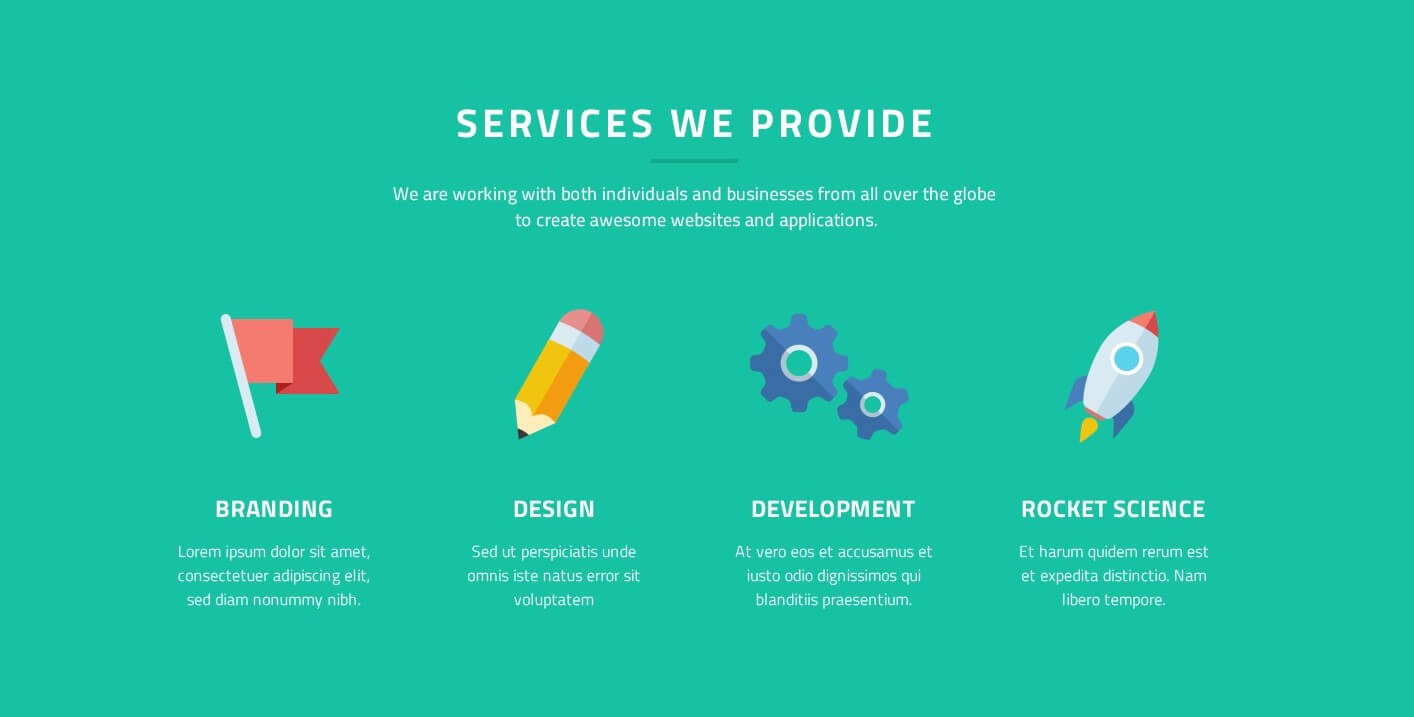 SERVICES WE PROVIDE
We are working with both individuals and businesses from all over the globe
to create awesome websites and applications.
BRANDING
Lorem ipsum dolor sit amet,
consectetuer adipiscing elit,
sed diam nonummy nibh.
DESIGN
Sed ut perspiciatis unde
omnis iste natus error sit
voluptatem
DEVELOPMENT
At vero eos et accusamus et
iusto odio dignissimos qui
blanditiis praesentium.
ROCKET SCIENCE
Et harum quidem rerum est
et expedita distinctio. Nam
libero tempore.